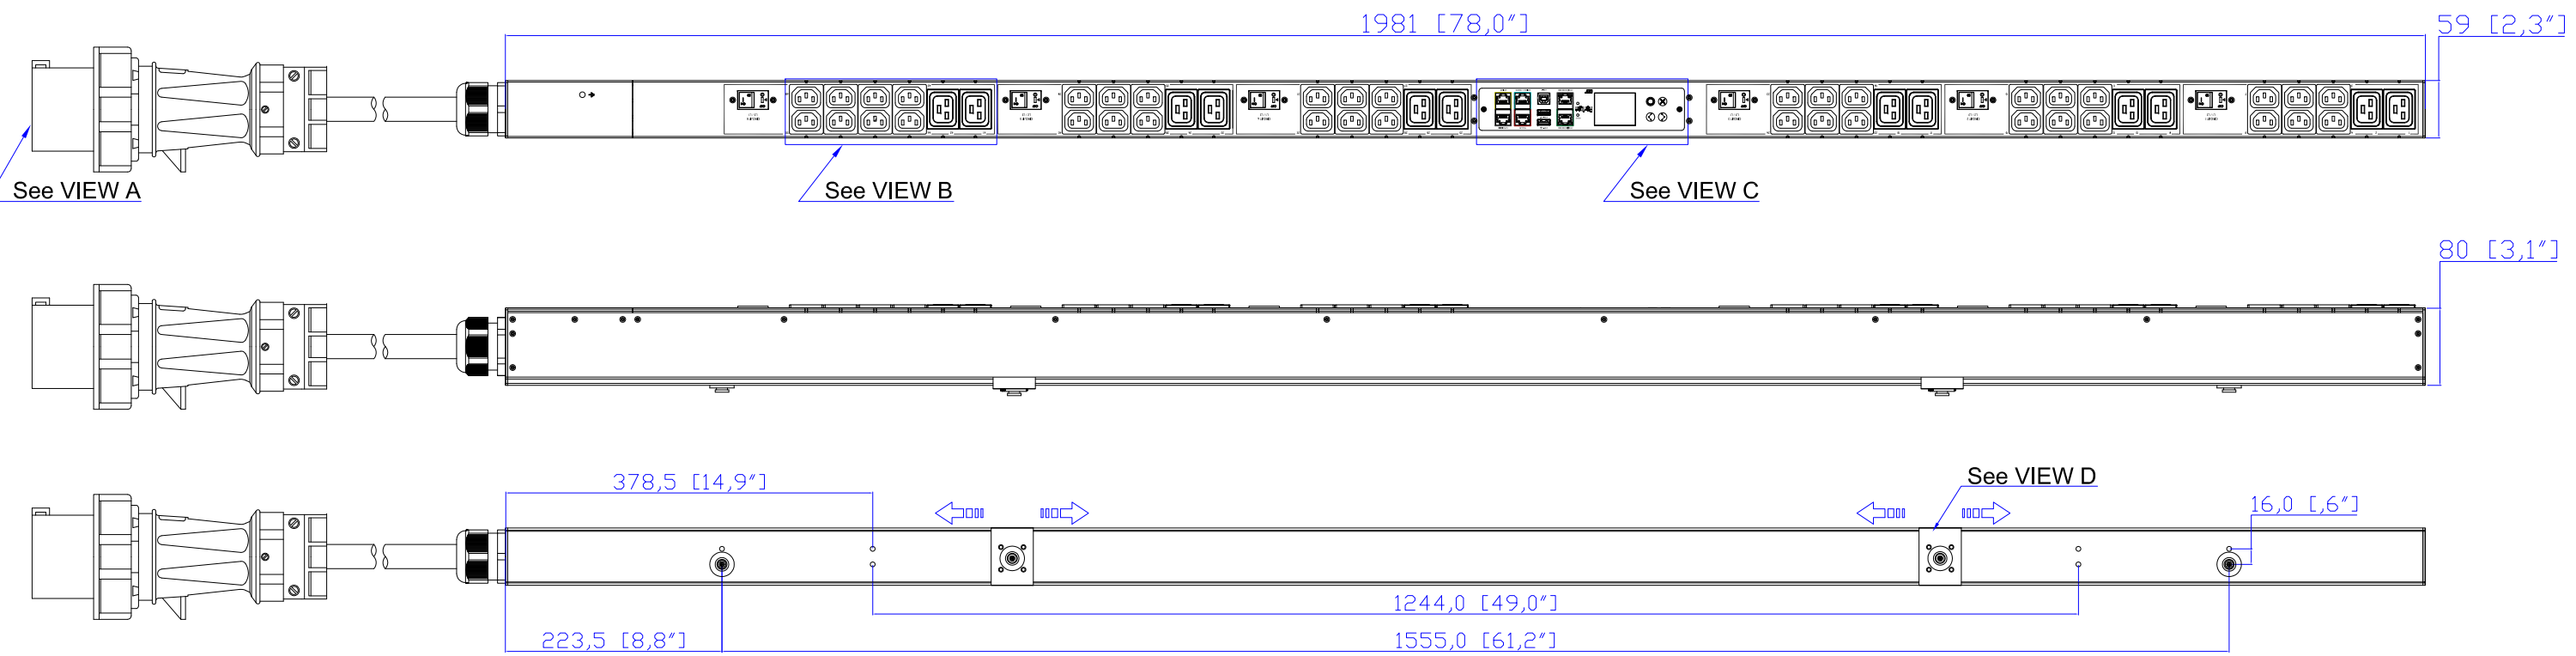 1981 [78,0"]
59 [2,3"]
See VIEW A
See VIEW B
See VIEW C
80 [3,1"]
378,5 [14,9"]
See VIEW D
16,0 [,6"]
1244,0 [49,0"]
223,5 [8,8"]
1555,0 [61,2"]